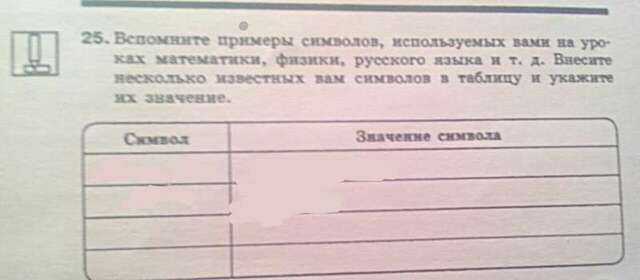 25. Вспомните примеры символов, используемых вами на уро-
ках математики, физики, русского языка и т. д. Внесите
несколько известных вам символов в таблицу и укажите
их значение.
Символ Значение символа